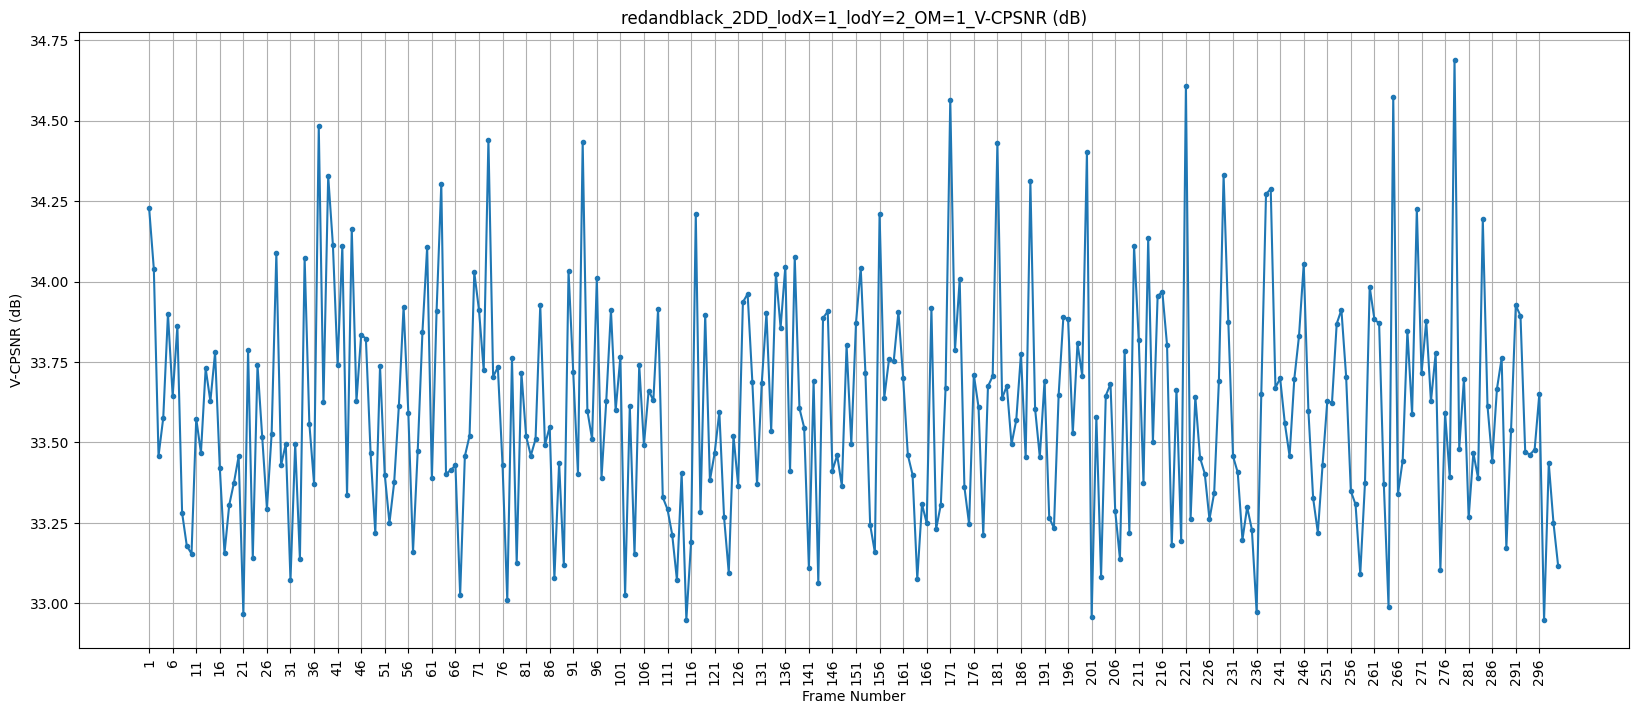 redandblack_2DD_lodX=1_lodY=2_OM=1_V-CPSNR (dB)
V-CPSNR (dB)
34.75
34.50
34.25
34.00
33.75
33.50
33.25
33.00
1 6 11 16 21 26 31 36 41 46 51 56 61 66 71 76 81 86 91 96 101 106 111 116 121 126 131 136 141 146 151 156 161 166 171 176 181 186 191 196 201 206 211 216 221 226 231 236 241 246 251 256 261 266 271 276 281 286 291 296
Frame Number